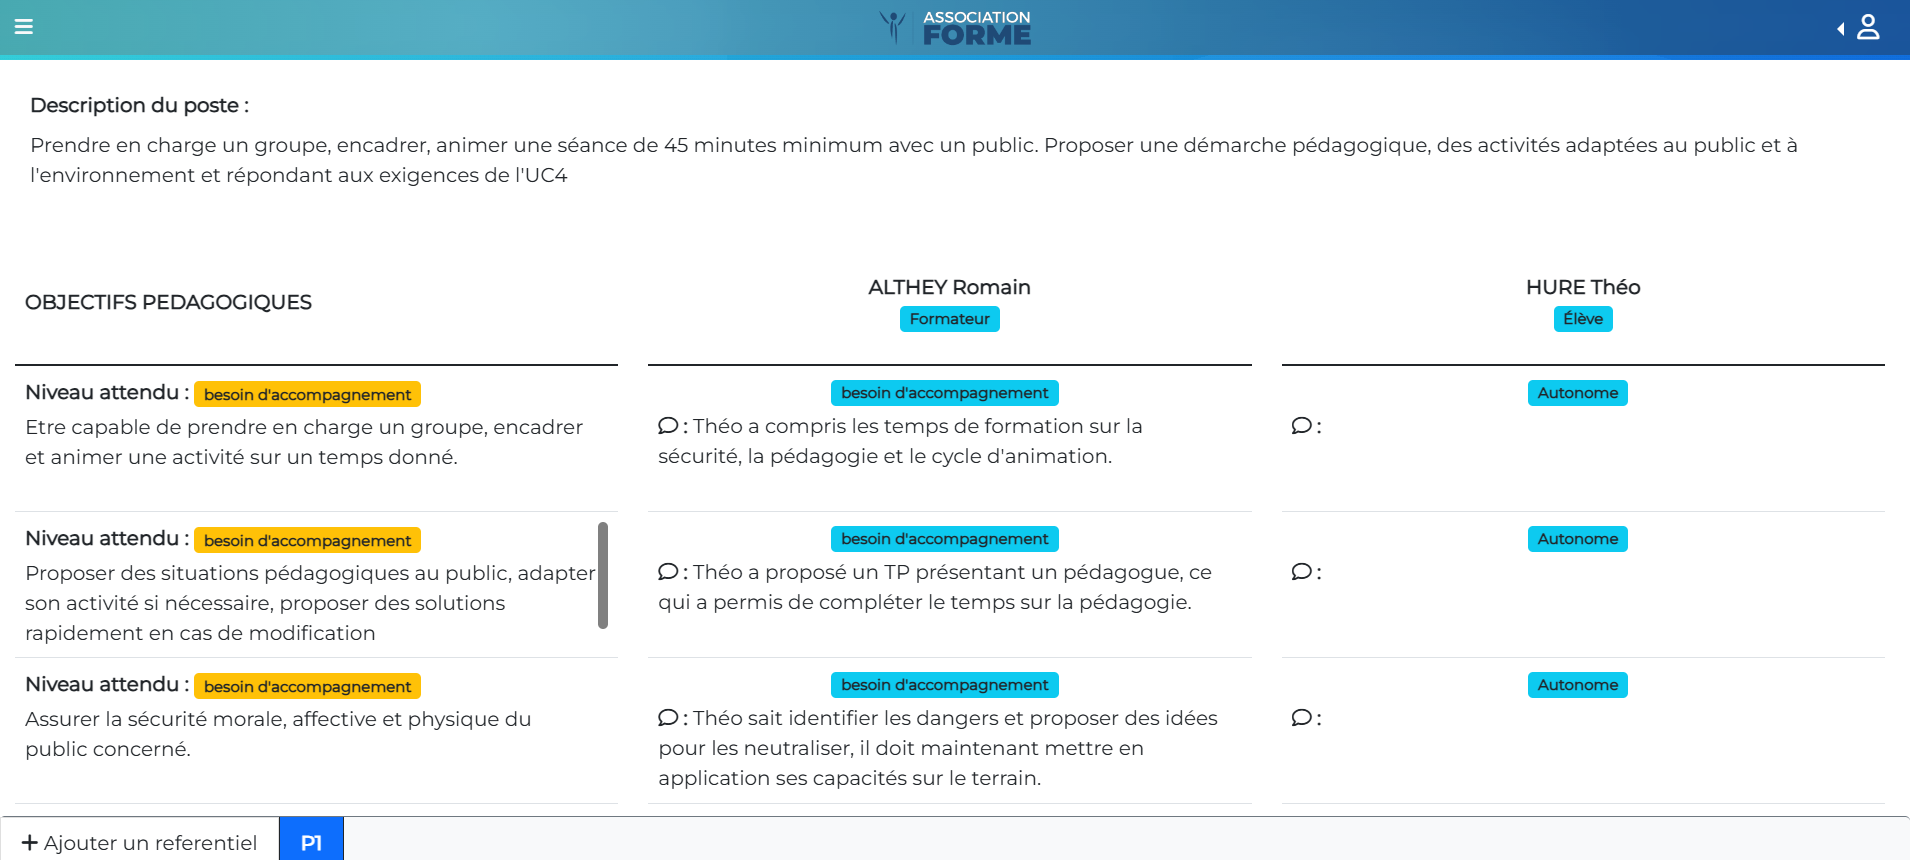 ASSOCIATION
FORME
Description du poste :
Prendre en charge un groupe, encadrer, animer une séance de 45 minutes minimum avec un public. Proposer une démarche pédagogique, des activités adaptées au public et à
l'environnement et répondant aux exigences de l'UC4
OBJECTIFS PEDAGOGIQUES
ALTHEY Romain
Formateur
HURE Théo
Élève
Niveau attendu : besoin d'accompagnement
Etre capable de prendre en charge un groupe, encadrer
et animer une activité sur un temps donné.
besoin d'accompagnement
: Théo a compris les temps de formation sur la
sécurité, la pédagogie et le cycle d'animation.
Autonome
:
Niveau attendu : besoin d'accompagnement
Proposer des situations pédagogiques au public, adapter
son activité si nécessaire, proposer des solutions
rapidement en cas de modification
besoin d'accompagnement
: Théo a proposé un TP présentant un pédagogue, ce
qui a permis de compléter le temps sur la pédagogie.
Autonome
:
Niveau attendu : besoin d'accompagnement
Assurer la sécurité morale, affective et physique du
public concerné.
besoin d'accompagnement
: Théo sait identifier les dangers et proposer des idées
pour les neutraliser, il doit maintenant mettre en
application ses capacités sur le terrain.
Autonome
:
+ Ajouter un referentiel
P1